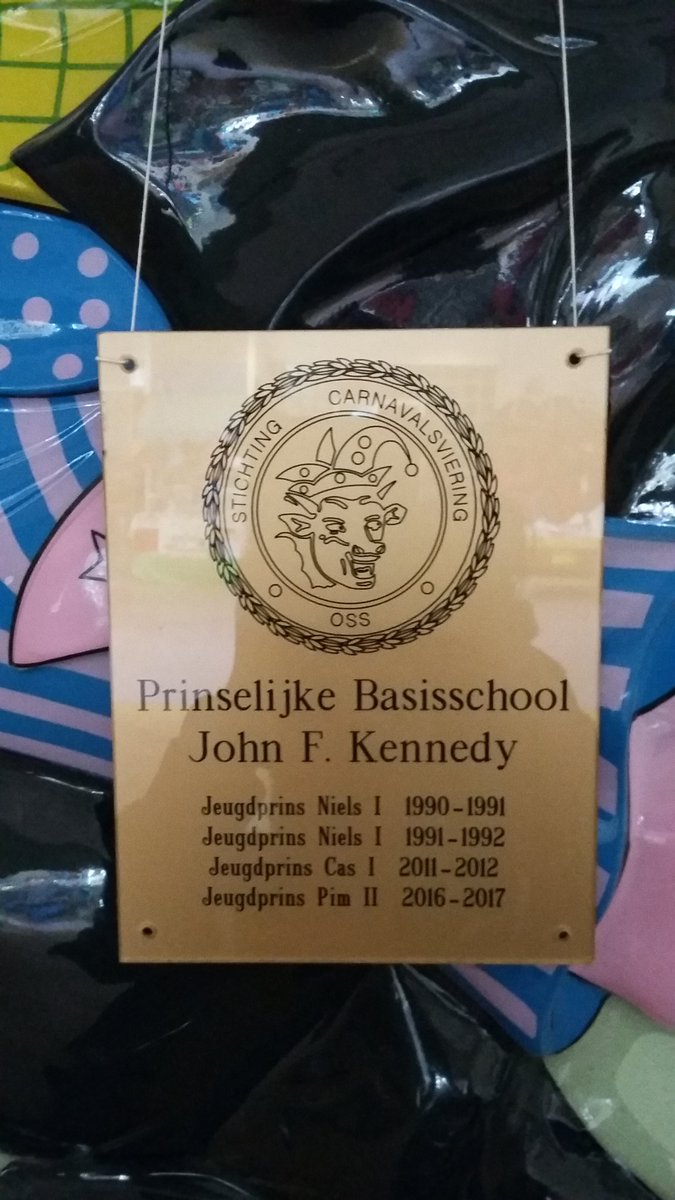 STICHTING CARNAVALSVIERING
OSS
Prinselijke Basisschool
John F. Kennedy
Jeugdprins Niels I 1990-1991
Jeugdprins Niels I 1991-1992
Jeugdprins Cas I 2011-2012
Jeugdprins Pim II 2016-2017